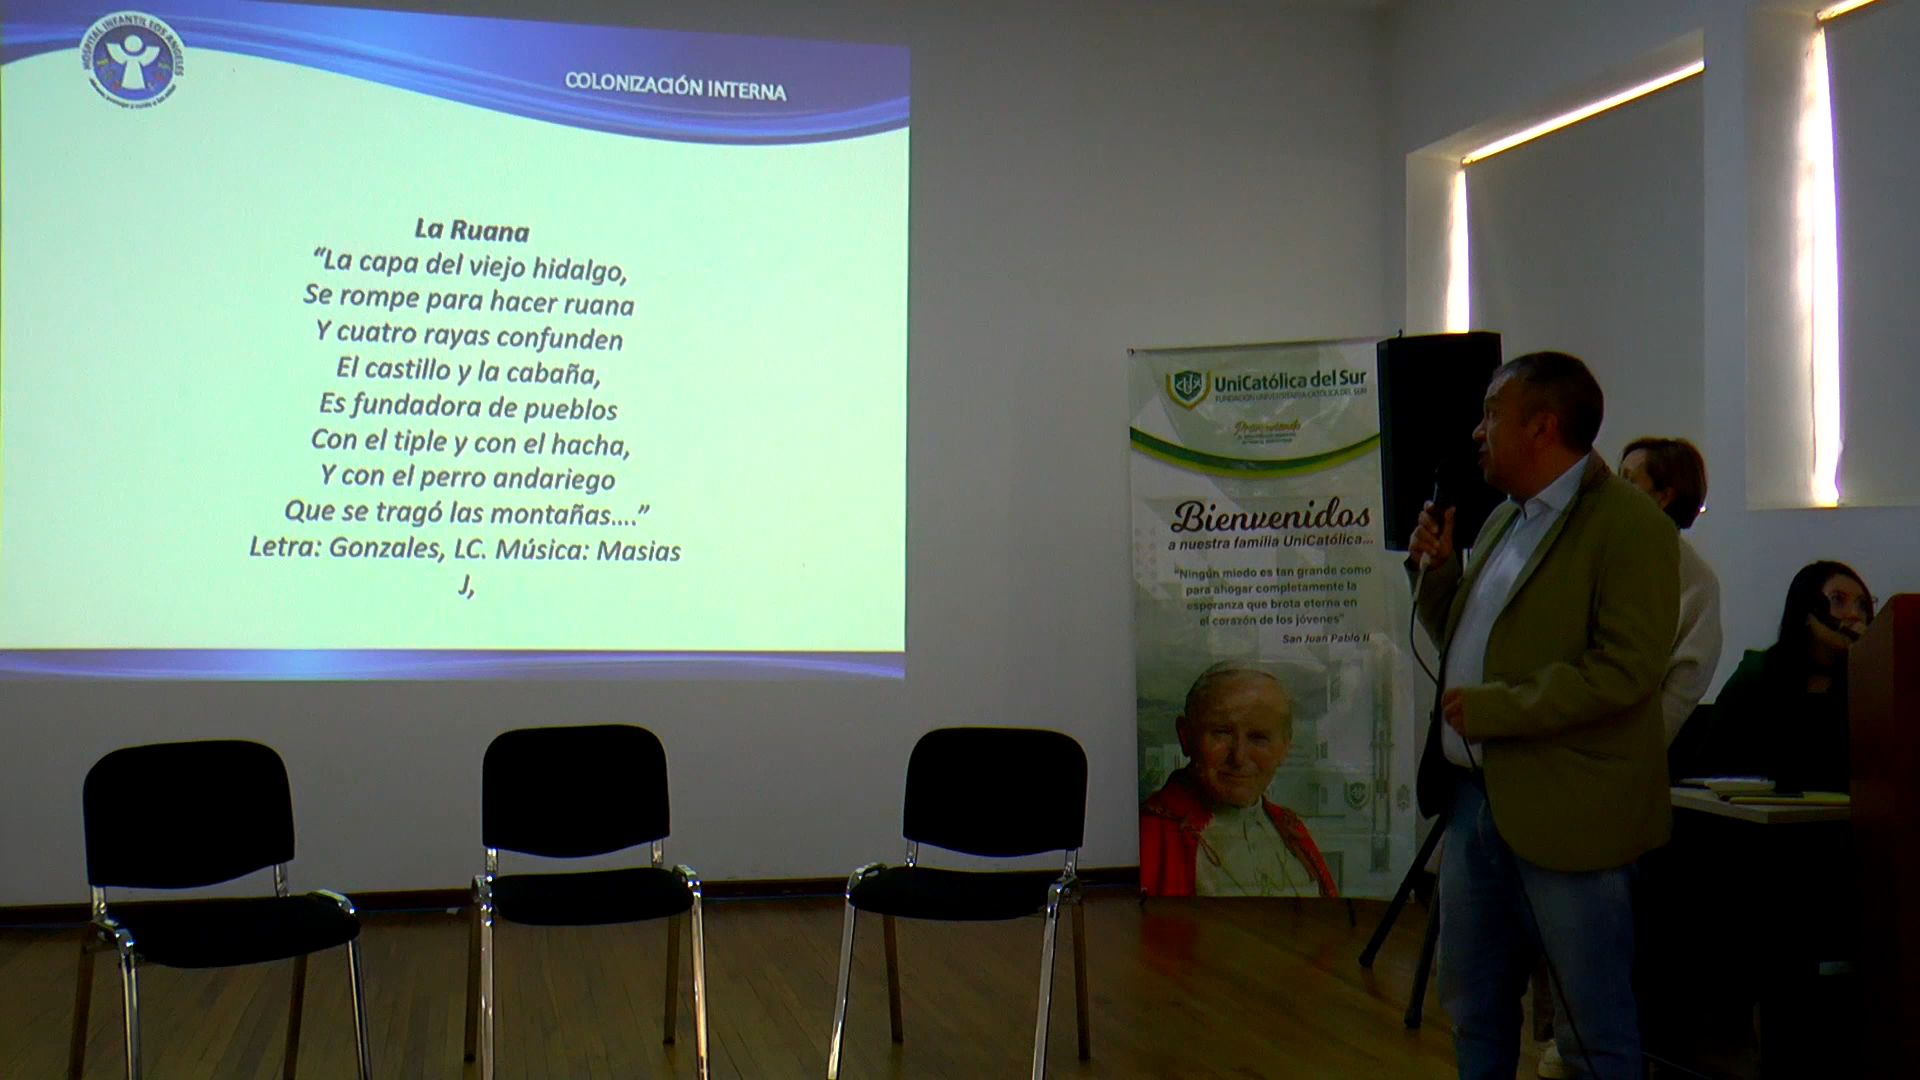 HOSPITAL INFANTIL LOS ANGELES
COLONIZACIÓN INTERNA
La Ruana
“La capa del viejo hidalgo,
Se rompe para hacer ruana
Y cuatro rayas confunden
El castillo y la cabaña,
Es fundadora de pueblos
Con el tiple y con el hacha,
Y con el perro andariego
Que se tragó las montañas....”
Letra: Gonzales, LC. Música: Masias
J,
UniCatólica del Sur
FUNDACIÓN UNIVERSITARIA CATÓLICA DEL SUR
Bienvenidos
a nuestra familia UniCatólica...
“Ningún miedo es tan grande como
para ahogar completamente la
esperanza que brota eterna en
el corazón de los jóvenes”
San Juan Pablo II